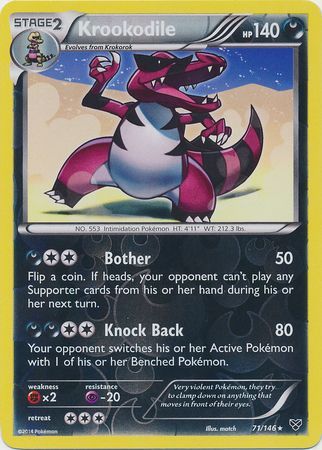 STAGE2
Krookodile
HP 140
Evolves from Krokorok
NO. 553 Intimidation Pokémon HT: 4'11" WT: 212.3 lbs.
Bother 50
Flip a coin. If heads, your opponent can't play any
Supporter cards from his or her hand during his or
her next turn.
Knock Back 80
Your opponent switches his or her Active Pokémon
with 1 of his or her Benched Pokémon.
weakness resistance
×2 -20
retreat
Very violent Pokémon, they try
to clamp down on anything that
moves in front of their eyes.
©2014 Pokémon Illus. match 71/146 ★